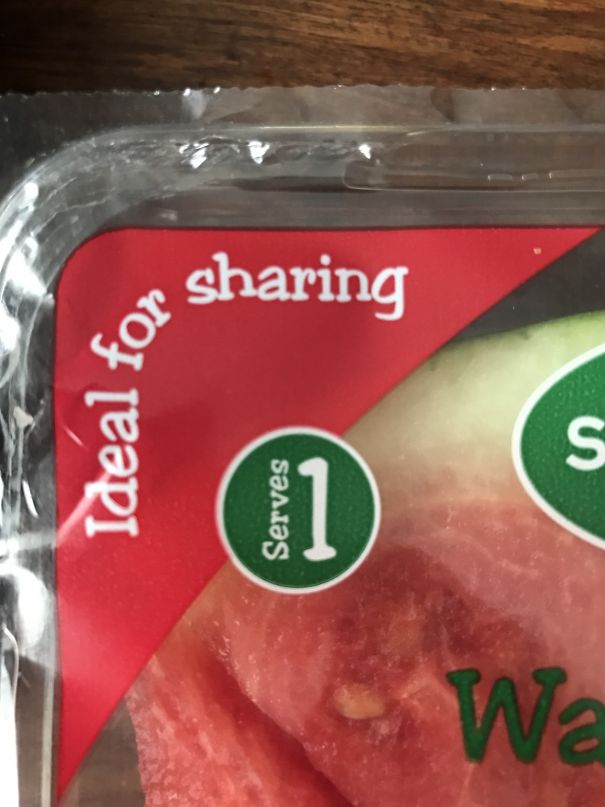 Ideal for sharing
Serves
1
S
Wa